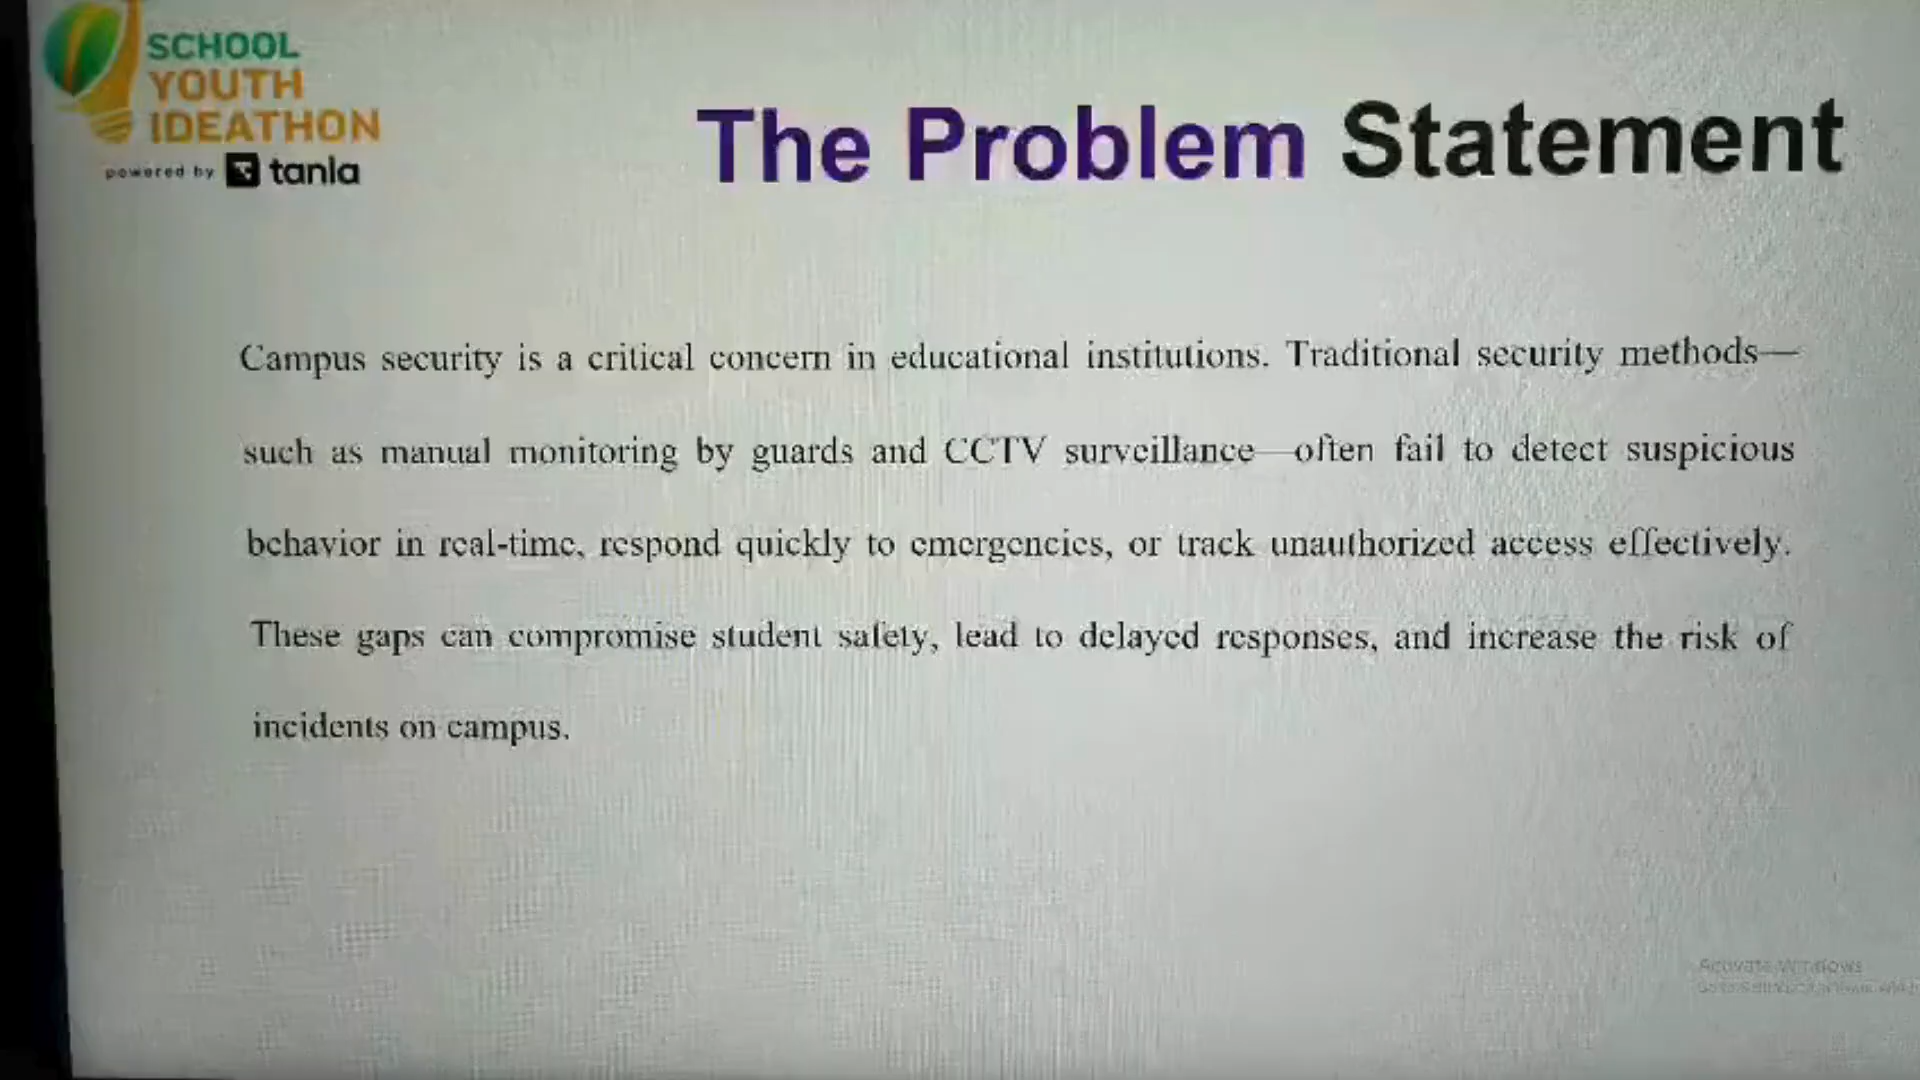 SCHOOL
YOUTH
IDEATHON
powered by tanla
The Problem Statement
Campus security is a critical concern in educational institutions. Traditional security methods—
such as manual monitoring by guards and CCTV surveillance—often fail to detect suspicious
behavior in real-time, respond quickly to emergencies, or track unauthorized access effectively.
These gaps can compromise student safety, lead to delayed responses, and increase the risk of
incidents on campus.
Activate Windows